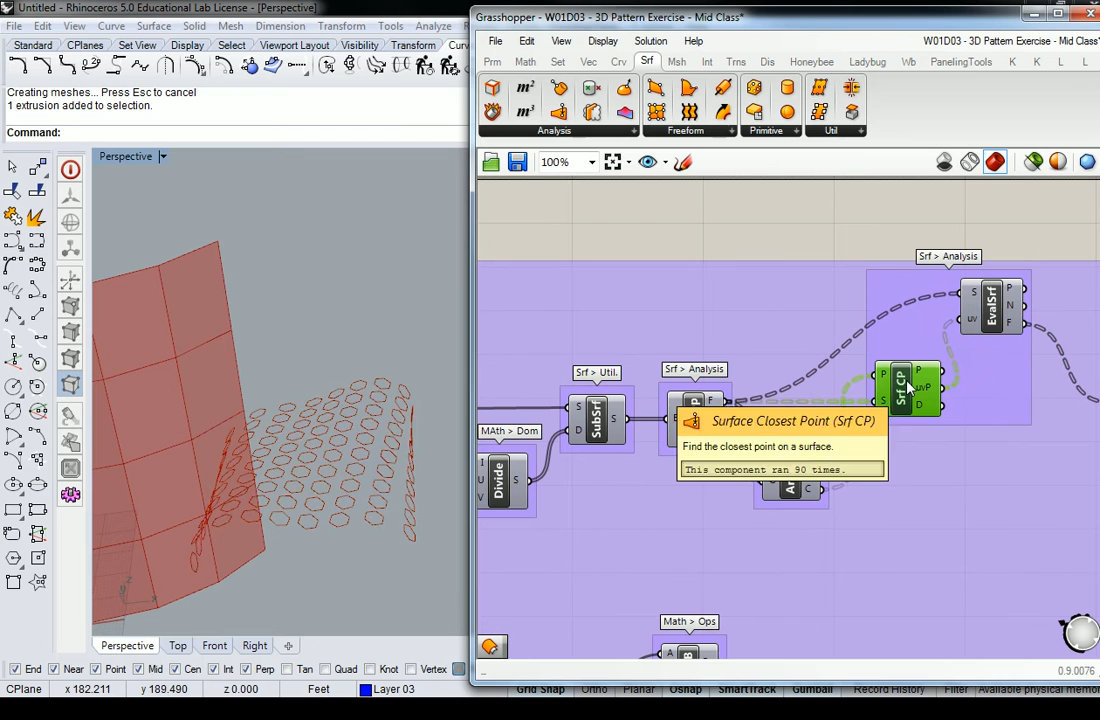 Untitled - Rhinoceros 5.0 Educational Lab License - [Perspective]
File Edit View Curve Surface Solid Mesh Dimension Transform Tools Analyze
Standard CPlanes Set View Display Select Viewport Layout Visibility Transform
Creating meshes... Press Esc to cancel
1 extrusion added to selection.
Command:
Perspective
z
x
Perspective Top Front Right
End Near Point Mid Cen Int Perp Tan Quad Knot Vertex
CPlane x 182.211 y 189.490 z 0.000 Feet Layer 03 Grid Snap Ortho Planar Osnap SmartTrack Gumball Record History Filter Available physical memor
Grasshopper - W01D03 - 3D Pattern Exercise - Mid Class*
File Edit View Display Solution Help W01D03 - 3D Pattern Exercise - Mid Class*
Prm Math Set Vec Crv Srf Msh Int Trns Dis Honeybee Ladybug Wb PanelingTools K K L L
m² m³
Analysis Freeform Primitive Util
100%
Srf > Analysis
S uv EvalSrf P N F
Srf > Util.
Srf > Analysis
S D SubSrf S
F
P S Srf CP P uvP D
MAth > Dom
I U V Divide S
Surface Closest Point (Srf CP)
Find the closest point on a surface.
This component ran 90 times.
C
Math > Ops
A
0.9.0076